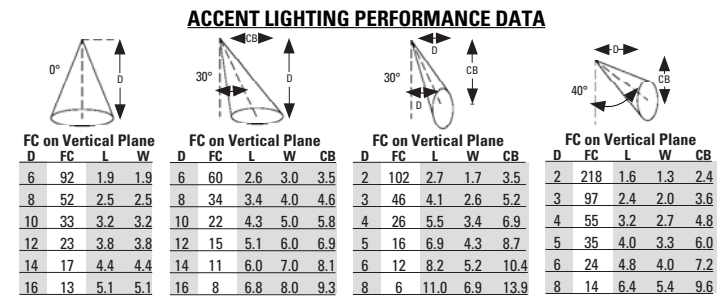 ACCENT LIGHTING PERFORMANCE DATA
0° D
CB 30° D
D 30° CB D
D CB 40°
FC on Vertical Plane
D FC L W
6 92 1.9 1.9
8 52 2.5 2.5
10 33 3.2 3.2
12 23 3.8 3.8
14 17 4.4 4.4
16 13 5.1 5.1
FC on Vertical Plane
D FC L W CB
6 60 2.6 3.0 3.5
8 34 3.4 4.0 4.6
10 22 4.3 5.0 5.8
12 15 5.1 6.0 6.9
14 11 6.0 7.0 8.1
16 8 6.8 8.0 9.3
FC on Vertical Plane
D FC L W CB
2 102 2.7 1.7 3.5
3 46 4.1 2.6 5.2
4 26 5.5 3.4 6.9
5 16 6.9 4.3 8.7
6 12 8.2 5.2 10.4
8 6 11.0 6.9 13.9
FC on Vertical Plane
D FC L W CB
2 218 1.6 1.3 2.4
3 97 2.4 2.0 3.6
4 55 3.2 2.7 4.8
5 35 4.0 3.3 6.0
6 24 4.8 4.0 7.2
8 14 6.4 5.4 9.6